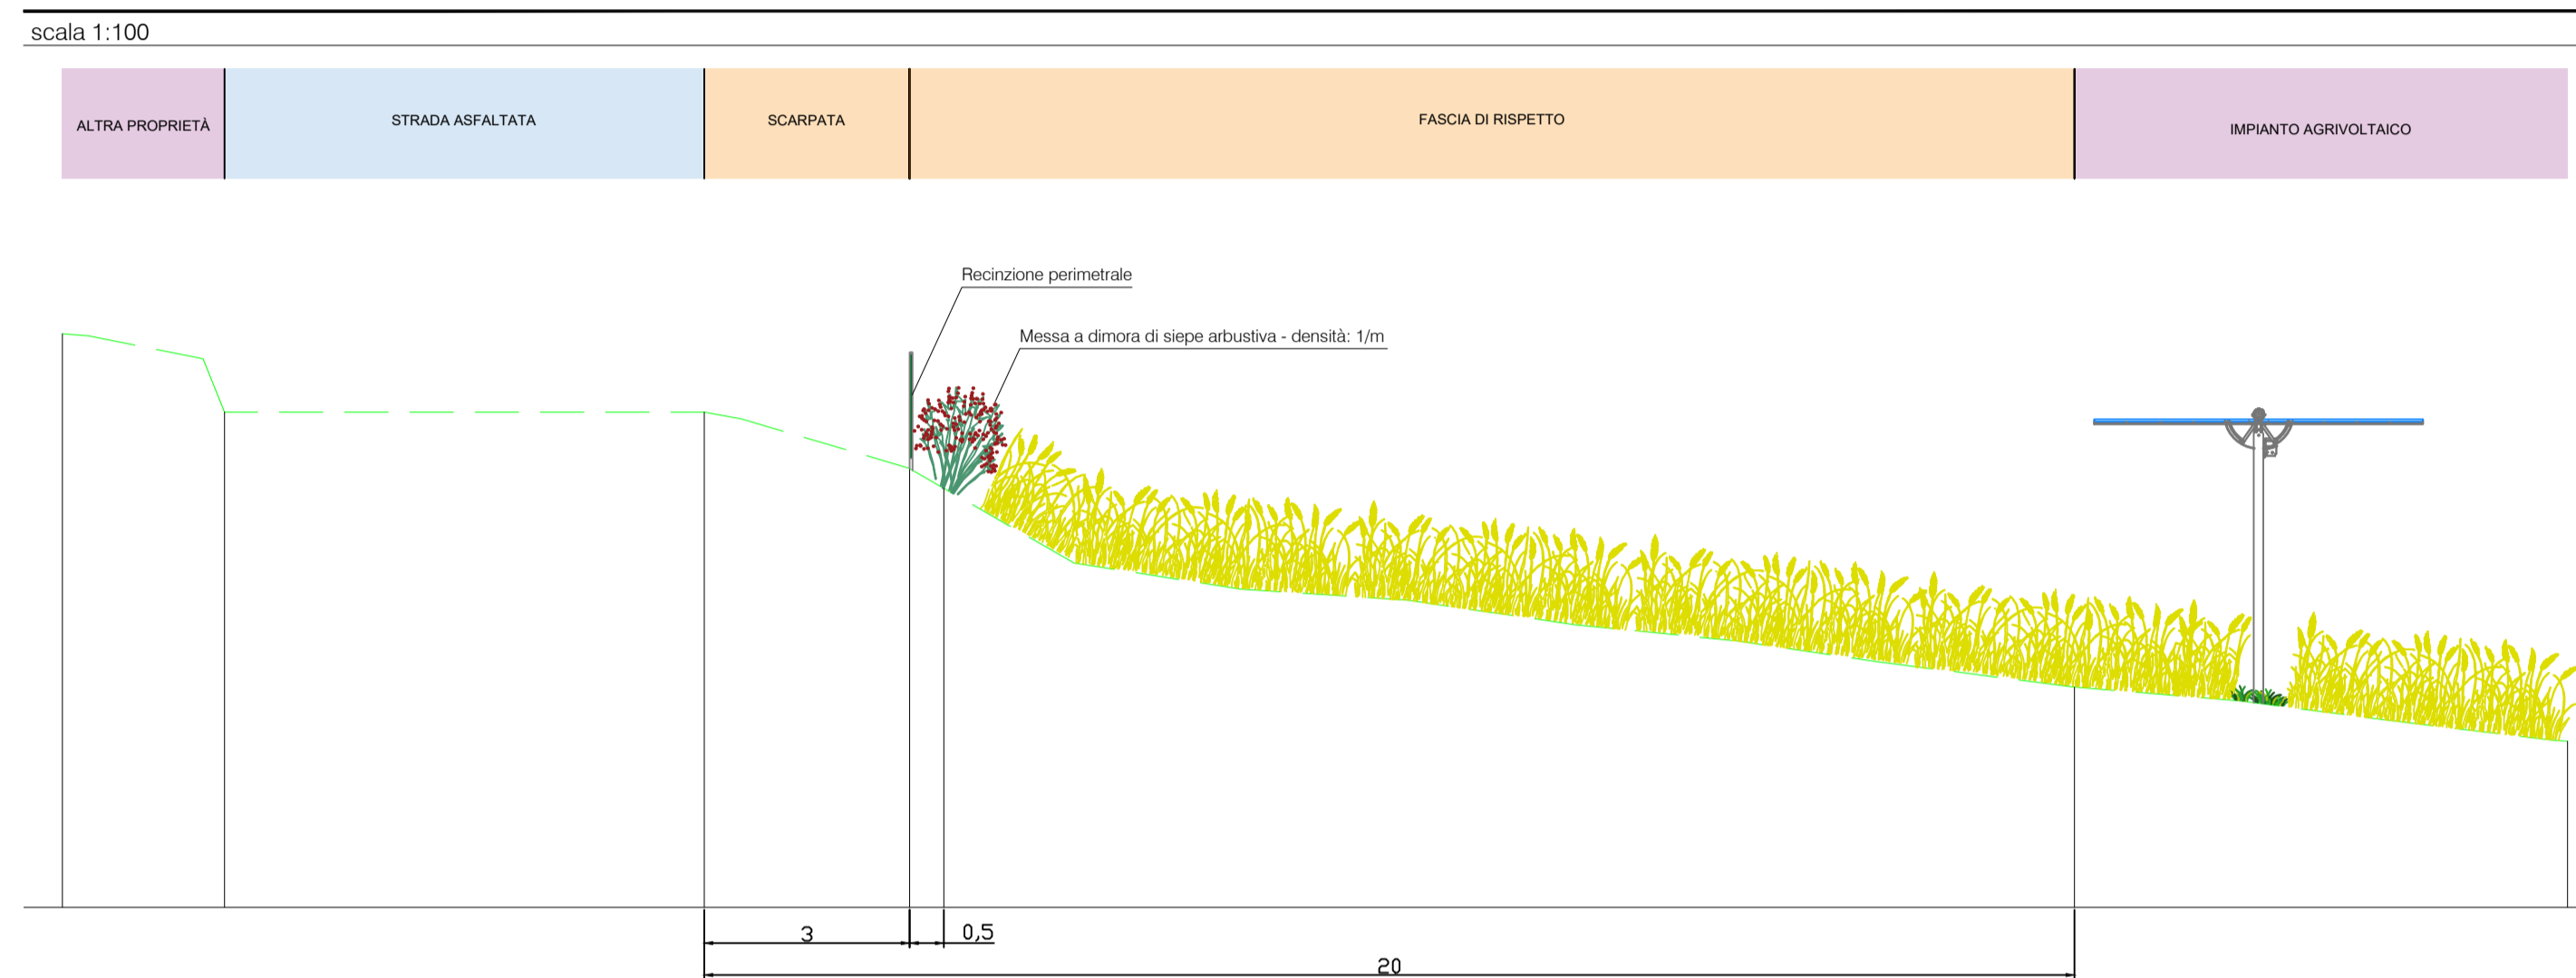 scala 1:100
ALTRA PROPRIETÀ
STRADA ASFALTATA
SCARPATA
FASCIA DI RISPETTO
IMPIANTO AGRIVOLTAICO
Recinzione perimetrale
Messa a dimora di siepe arbustiva - densità: 1/m
3
0,5
20